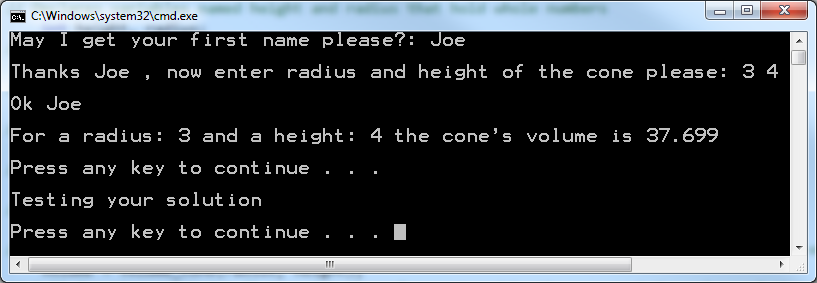 C:\Windows\system32\cmd.exe
May I get your first name please?: Joe
Thanks Joe , now enter radius and height of the cone please: 3 4
Ok Joe
For a radius: 3 and a height: 4 the cone's volume is 37.699
Press any key to continue . . .
Testing your solution
Press any key to continue . . .